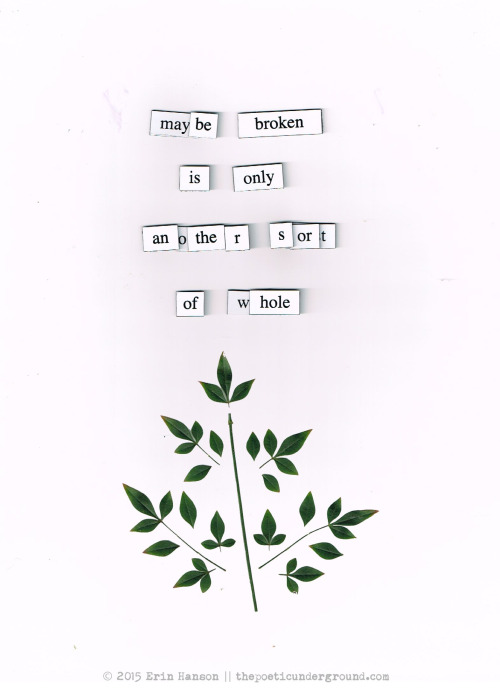 maybe broken
is only
another sort
of whole
© 2015 Erin Hanson || thepoeticunderground.com